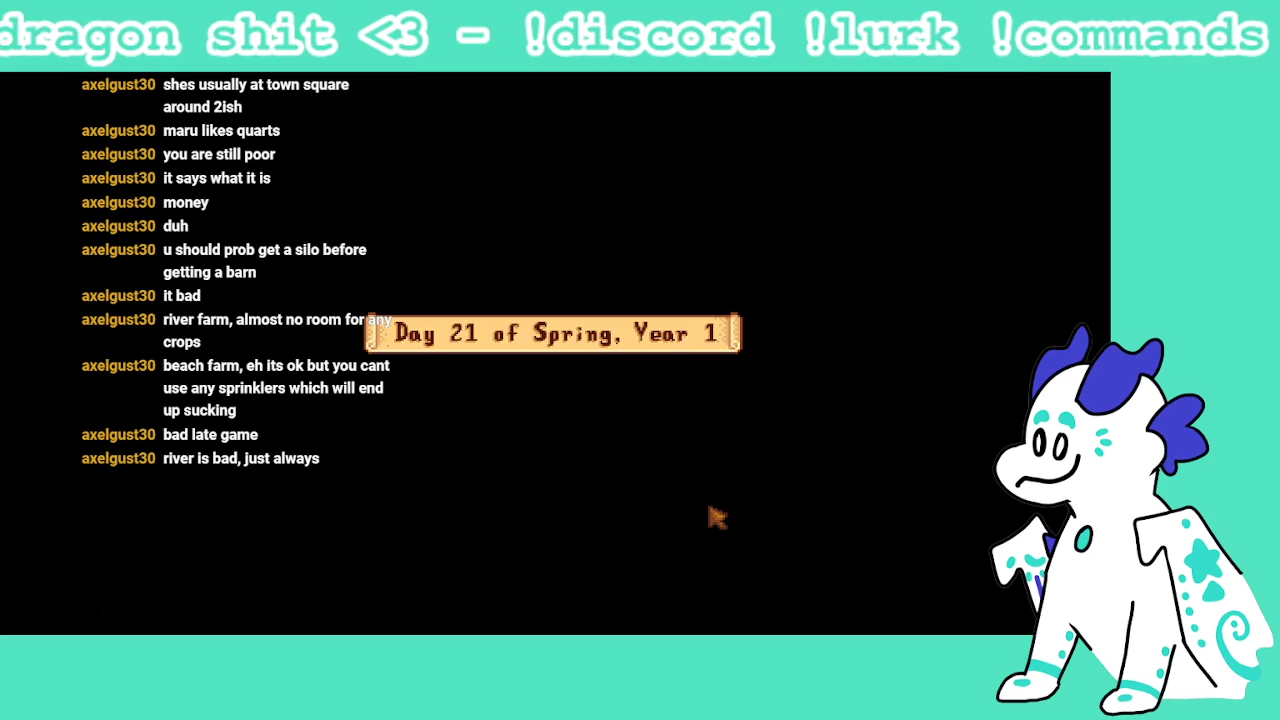 dragon shit <3 - !discord !lurk !commands
axelgust30 shes usually at town square
around 2ish
axelgust30 maru likes quarts
axelgust30 you are still poor
axelgust30 it says what it is
axelgust30 money
axelgust30 duh
axelgust30 u should prob get a silo before
getting a barn
axelgust30 it bad
axelgust30 river farm, almost no room for any
crops
Day 21 of Spring, Year 1
axelgust30 beach farm, eh its ok but you cant
use any sprinklers which will end
up sucking
axelgust30 bad late game
axelgust30 river is bad, just always